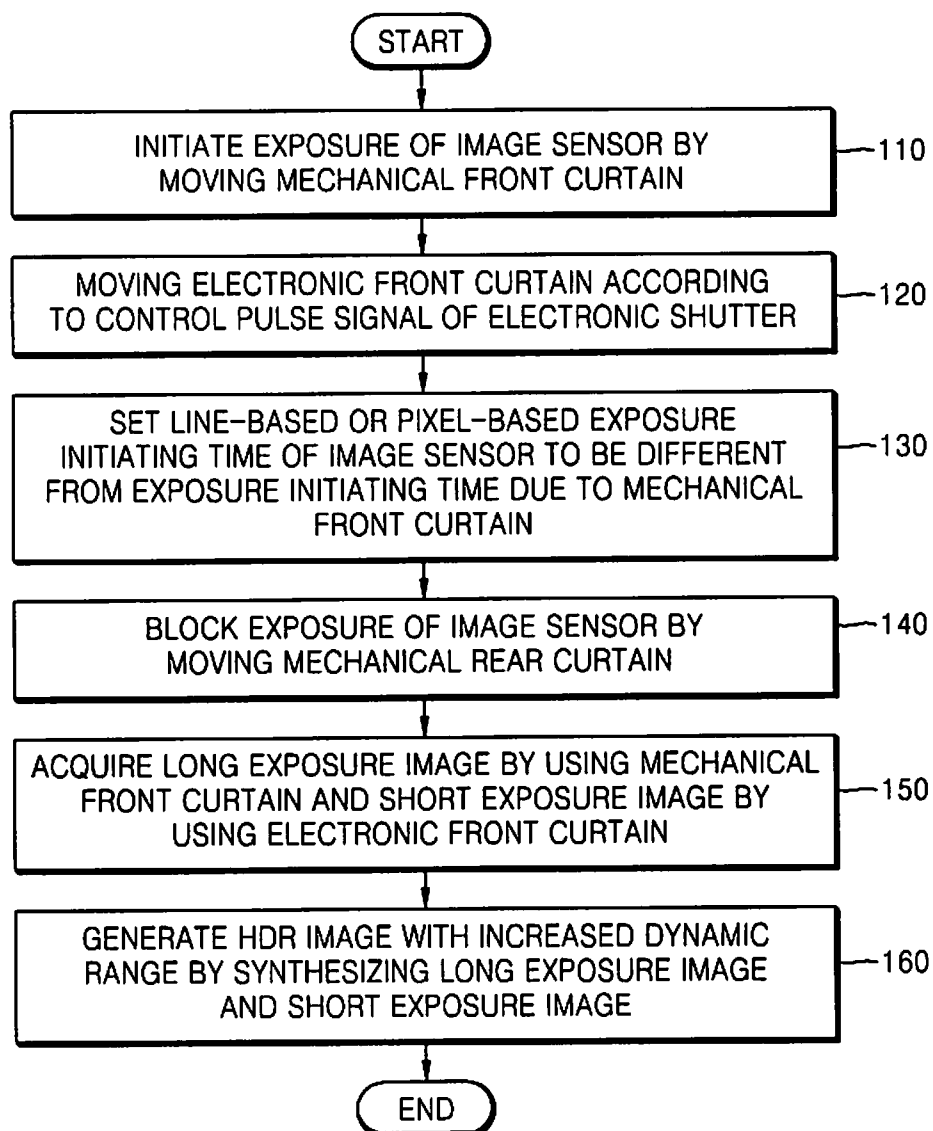 START
INITIATE EXPOSURE OF IMAGE SENSOR BY
MOVING MECHANICAL FRONT CURTAIN
110
MOVING ELECTRONIC FRONT CURTAIN ACCORDING
TO CONTROL PULSE SIGNAL OF ELECTRONIC SHUTTER
120
SET LINE-BASED OR PIXEL-BASED EXPOSURE
INITIATING TIME OF IMAGE SENSOR TO BE DIFFERENT
FROM EXPOSURE INITIATING TIME DUE TO MECHANICAL
FRONT CURTAIN
130
BLOCK EXPOSURE OF IMAGE SENSOR BY
MOVING MECHANICAL REAR CURTAIN
140
ACQUIRE LONG EXPOSURE IMAGE BY USING MECHANICAL
FRONT CURTAIN AND SHORT EXPOSURE IMAGE BY
USING ELECTRONIC FRONT CURTAIN
150
GENERATE HDR IMAGE WITH INCREASED DYNAMIC
RANGE BY SYNTHESIZING LONG EXPOSURE IMAGE
AND SHORT EXPOSURE IMAGE
160
END